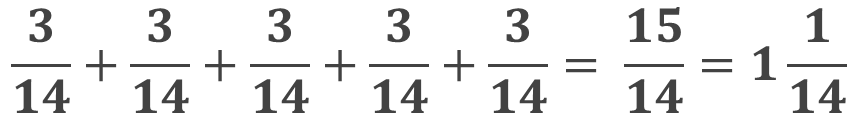 3/14 + 3/14 + 3/14 + 3/14 + 3/14 = 15/14 = 1 1/14